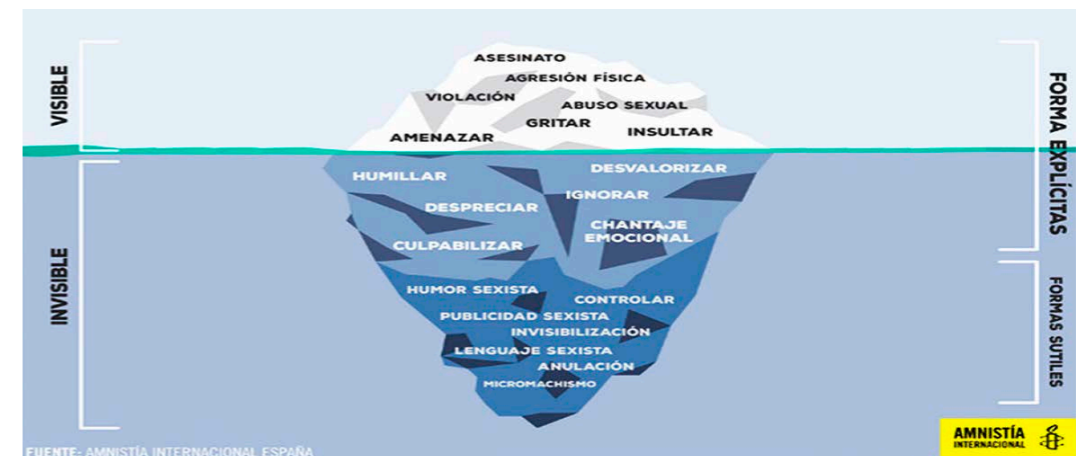 VISIBLE
FORMA EXPLÍCITAS
ASESINATO
AGRESIÓN FÍSICA
VIOLACIÓN
ABUSO SEXUAL
GRITAR
INSULTAR
AMENAZAR
INVISIBLE
HUMILLAR
DESVALORIZAR
IGNORAR
DESPRECIAR
CHANTAJE
EMOCIONAL
CULPABILIZAR
FORMAS SUTILES
HUMOR SEXISTA
CONTROLAR
PUBLICIDAD SEXISTA
INVISIBILIZACIÓN
LENGUAJE SEXISTA
ANULACIÓN
MICROMACHISMO
AMNISTÍA
INTERNACIONAL
FUENTE- AMNISTÍA INTERNACIONAL ESPAÑA